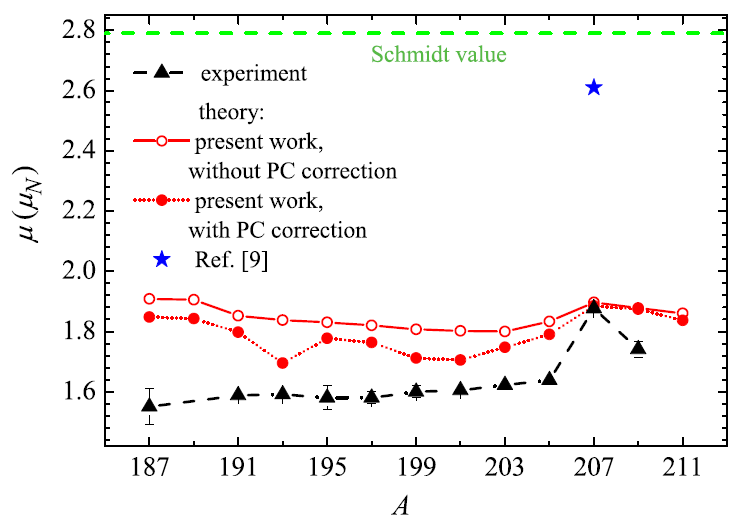 2.8
Schmidt value
experiment
theory:
2.6
present work,
without PC correction
2.4
present work,
with PC correction
2.2
Ref. [9]
2.0
1.8
1.6
μ (μN)
187 191 195 199 203 207 211
A